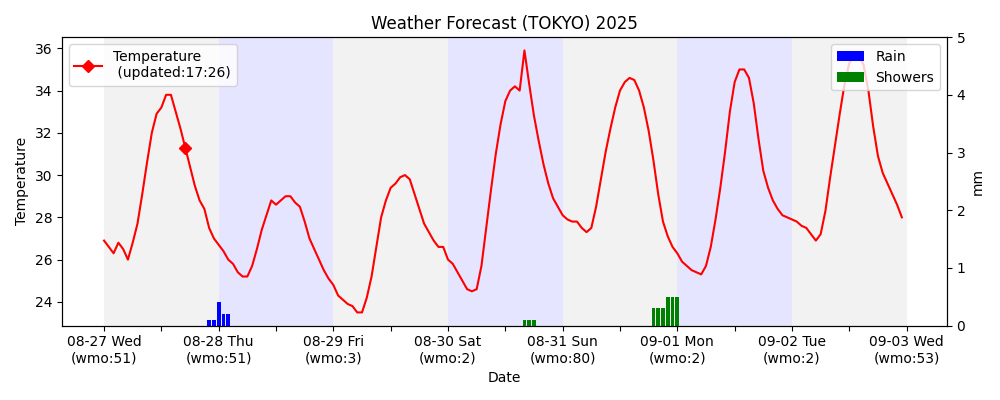 Weather Forecast (TOKYO) 2025
Temperature
(updated:17:26)
Rain
Showers
Temperature
36
34
32
30
28
26
24
5
4
3
2
1
0
mm
08-27 Wed
(wmo:51)
08-28 Thu
(wmo:51)
08-29 Fri
(wmo:3)
08-30 Sat
(wmo:2)
08-31 Sun
(wmo:80)
09-01 Mon
(wmo:2)
09-02 Tue
(wmo:2)
09-03 Wed
(wmo:53)
Date